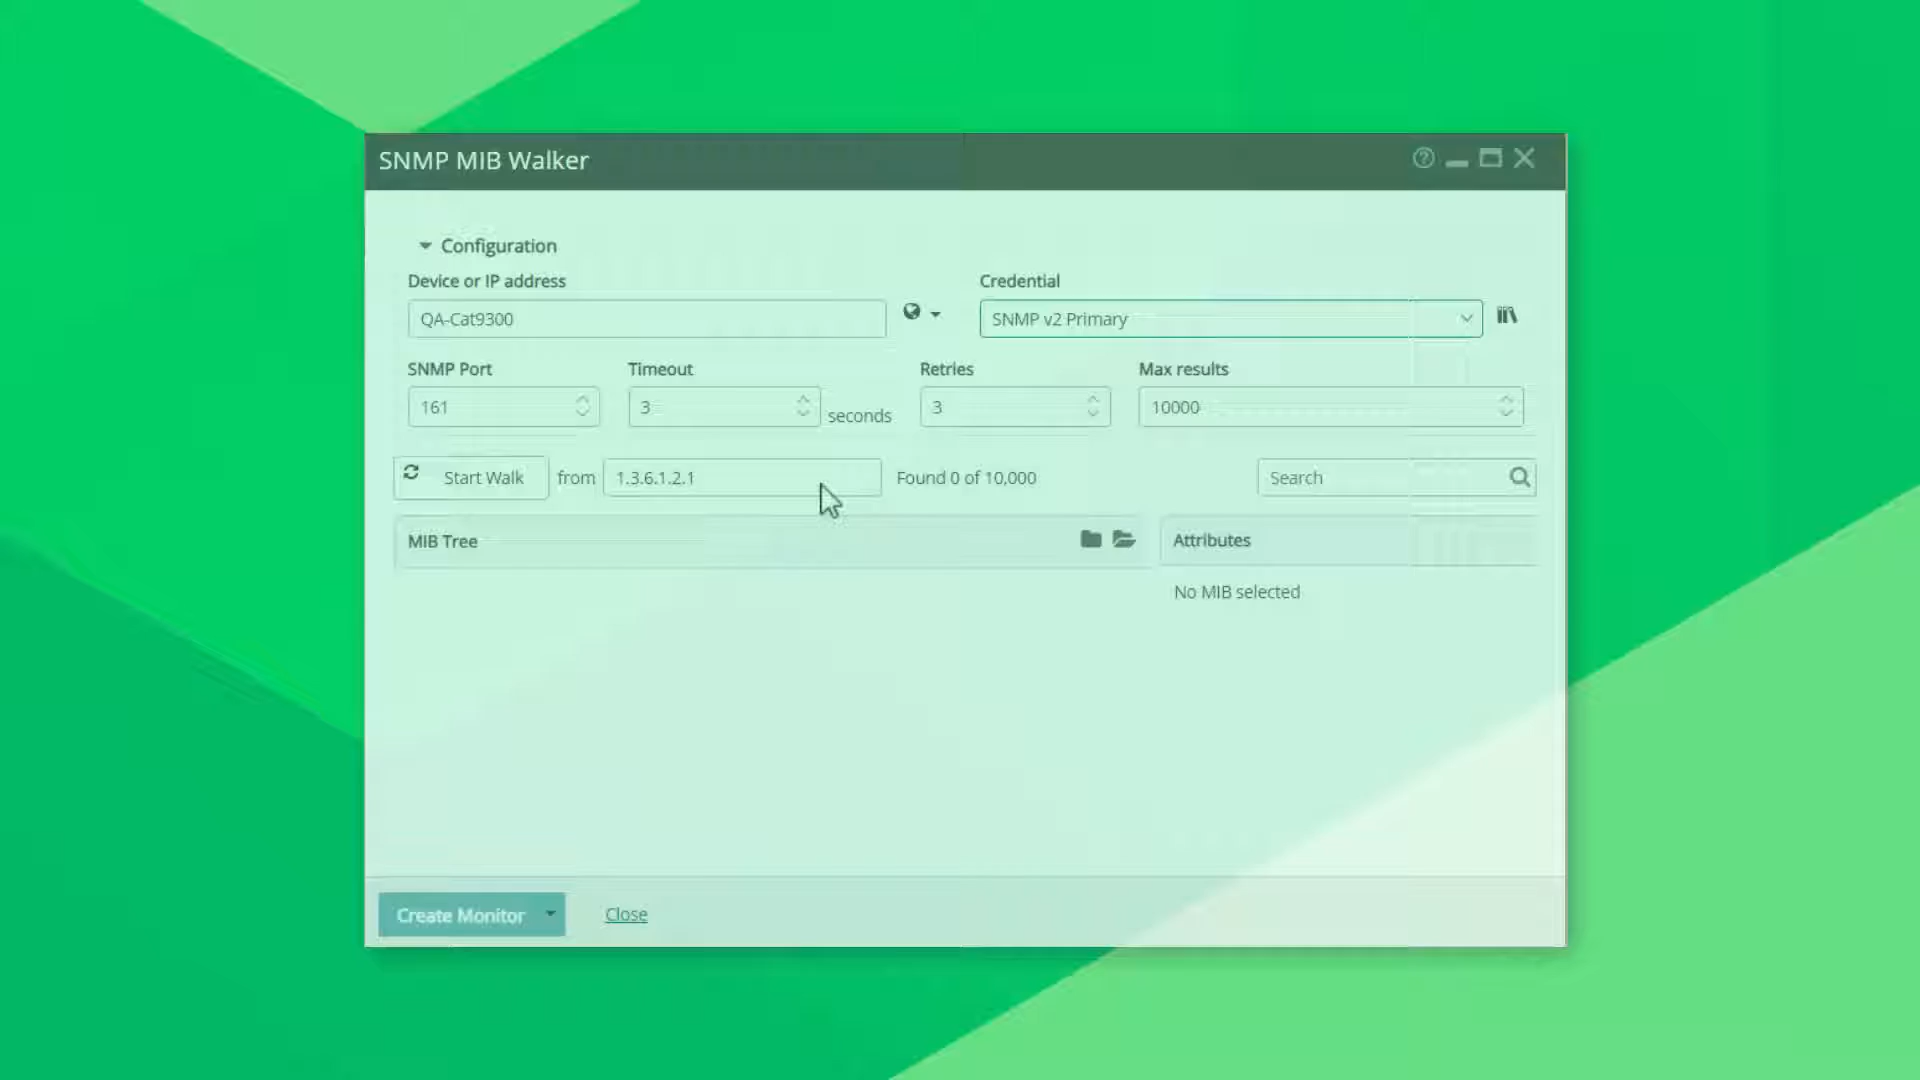 SNMP MIB Walker
Configuration
Device or IP address
Credential
QA-Cat9300
SNMP v2 Primary
SNMP Port
Timeout
Retries
Max results
161
3
seconds
3
10000
Start Walk
from
1.3.6.1.2.1
Found 0 of 10,000
Search
MIB Tree
Attributes
No MIB selected
Create Monitor
Close